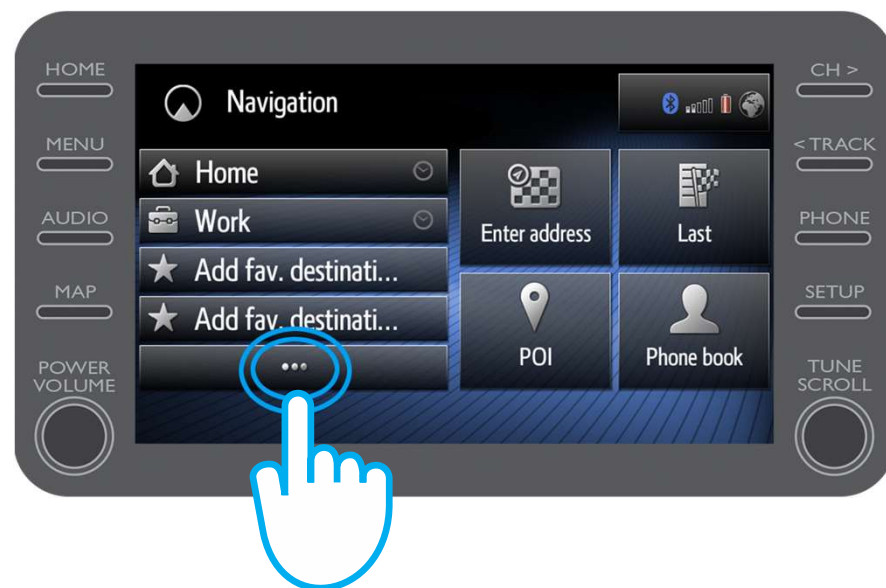 HOME
MENU
AUDIO
MAP
POWER
VOLUME
Navigation
Home
Work
Add fav. destinati...
Add fav. destinati...
...
Enter address
Last
POI
Phone book
CH >
< TRACK
PHONE
SETUP
TUNE
SCROLL